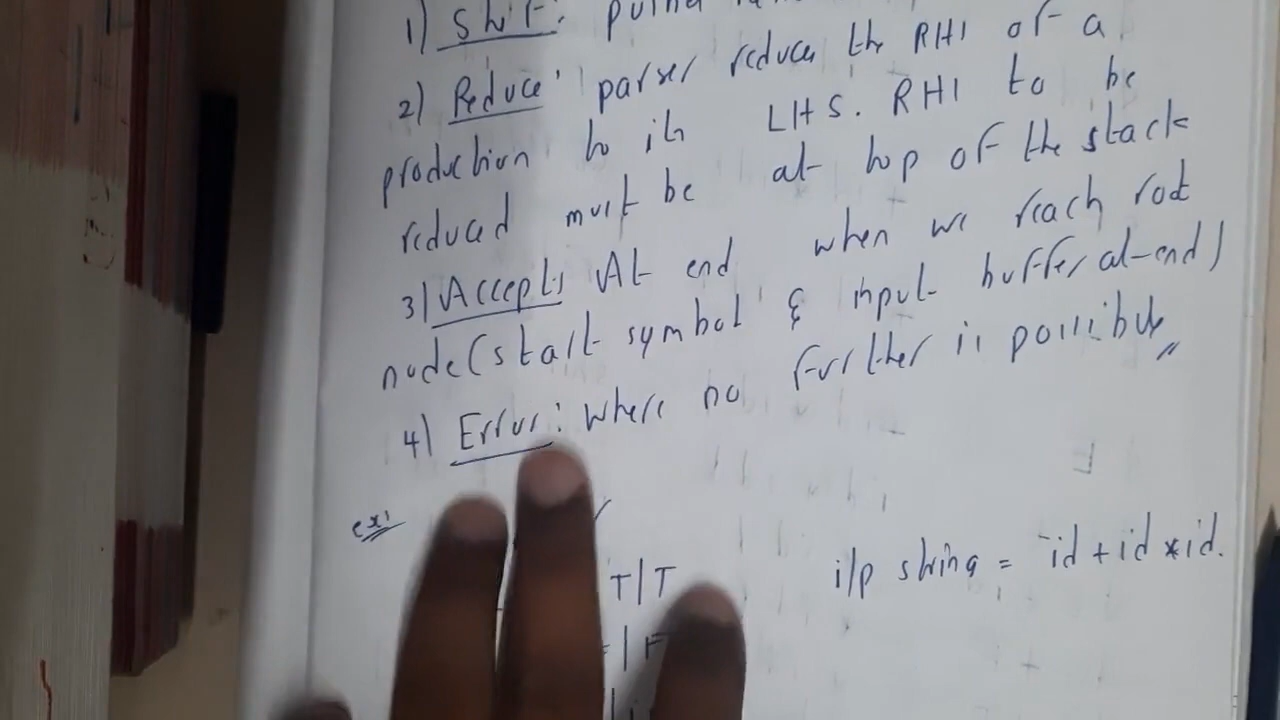 1) Shift:
2) Reduce: parser reduces the RHS of a
production to its LHS. RHS to be
reduced must be at top of the stack
3) Accept: At end when we reach root
node (start symbol & input buffer at end)
4) Error: where no further is possible
ex:
T|T i/p string = id + id * id.
| F